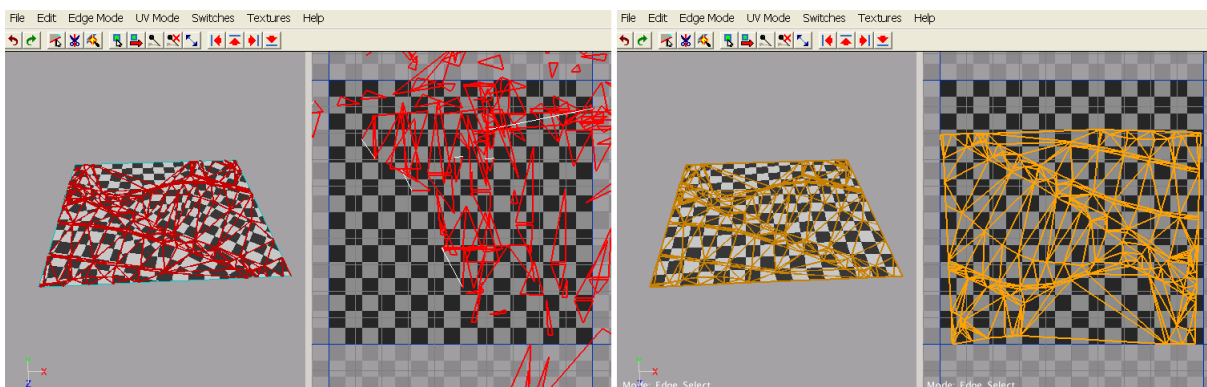 File Edit Edge Mode UV Mode Switches Textures Help
X
Z
Mode: Edge Select
File Edit Edge Mode UV Mode Switches Textures Help
X
Z
Mode: Edge Select